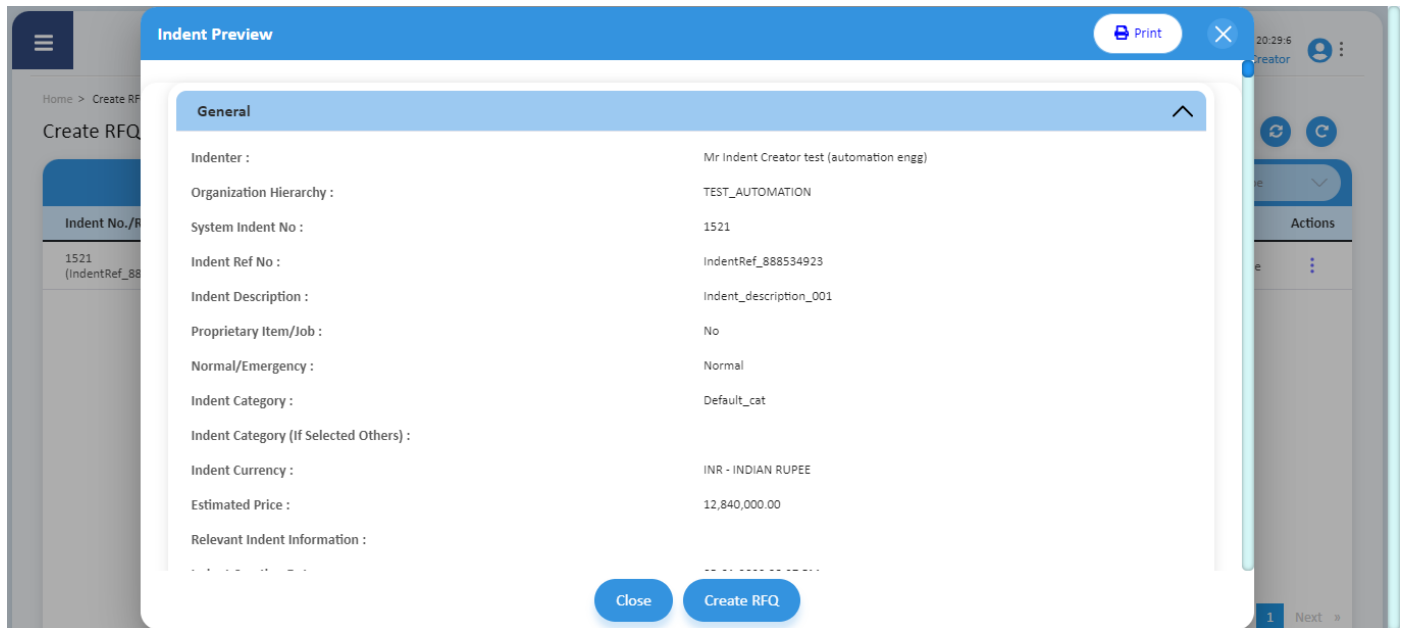 Indent Preview
Print
20:29:6
Creator
Home > Create RF
Create RFQ
General
Indenter : Mr Indent Creator test (automation engg)
Organization Hierarchy : TEST_AUTOMATION
Indent No./R
System Indent No : 1521
Actions
1521
(IndentRef_88
Indent Ref No : IndentRef_888534923
Indent Description : Indent_description_001
Proprietary Item/Job : No
Normal/Emergency : Normal
Indent Category : Default_cat
Indent Category (If Selected Others) :
Indent Currency : INR - INDIAN RUPEE
Estimated Price : 12,840,000.00
Relevant Indent Information :
Close
Create RFQ
1 Next »